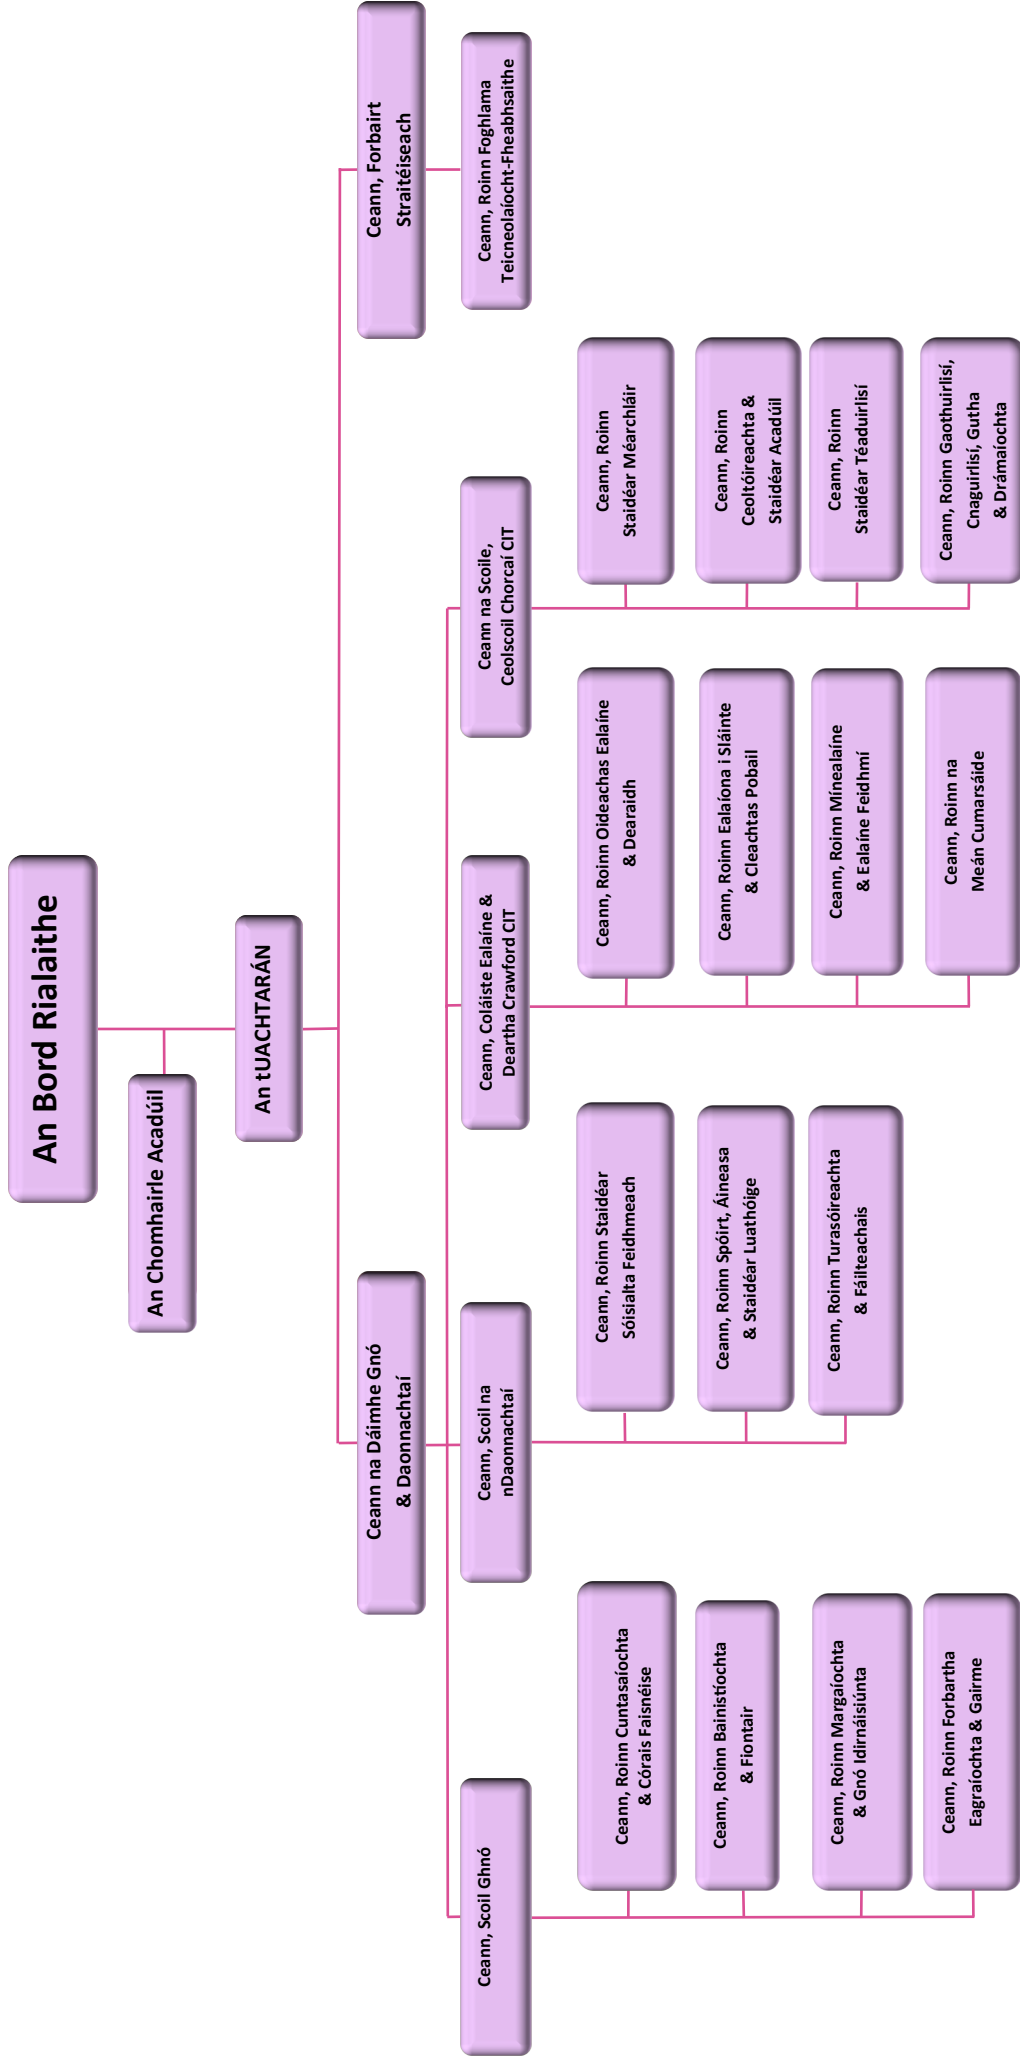 An Bord Rialaithe
An Chomhairle Acadúil
An tUACHTARÁN
Ceann na Dáimhe Gnó
& Daonnachtaí
Ceann, Forbairt
Straitéiseach
Ceann, Scoil Ghnó
Ceann, Scoil na
nDaonnachtaí
Ceann, Coláiste Ealaíne &
Deartha Crawford CIT
Ceann na Scoile,
Ceolscoil Chorcaí CIT
Ceann, Roinn Foghlama
Teicneolaíocht-Fheabhsaithe
Ceann, Roinn Cuntasaíochta
& Córais Faisnéise
Ceann, Roinn Bainistíochta
& Fiontair
Ceann, Roinn Margaíochta
& Gnó Idirnáisiúnta
Ceann, Roinn Forbartha
Eagraíochta & Gairme
Ceann, Roinn Staidéar
Sóisialta Feidhmeach
Ceann, Roinn Spóirt, Áineasa
& Staidéar Luathóige
Ceann, Roinn Turasóireachta
& Fáilteachais
Ceann, Roinn Oideachas Ealaíne
& Dearaidh
Ceann, Roinn Ealaíona i Sláinte
& Cleachtas Pobail
Ceann, Roinn Mínealaíne
& Ealaíne Feidhmí
Ceann, Roinn na
Meán Cumarsáide
Ceann, Roinn
Staidéar Méarchláir
Ceann, Roinn
Ceoltóireachta &
Staidéar Acadúil
Ceann, Roinn
Staidéar Téaduirlisí
Ceann, Roinn Gaothuirlisí,
Cnaguirlisí, Gutha
& Drámaíochta